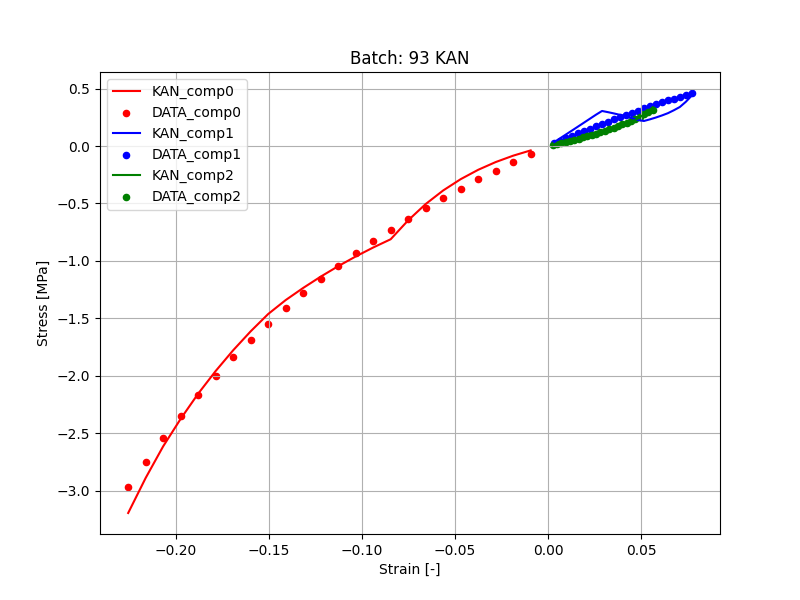 Batch: 93 KAN
KAN_comp0
DATA_comp0
KAN_comp1
DATA_comp1
KAN_comp2
DATA_comp2
0.5
0.0
−0.5
−1.0
−1.5
−2.0
−2.5
−3.0
Stress [MPa]
−0.20
−0.15
−0.10
−0.05
0.00
0.05
Strain [-]